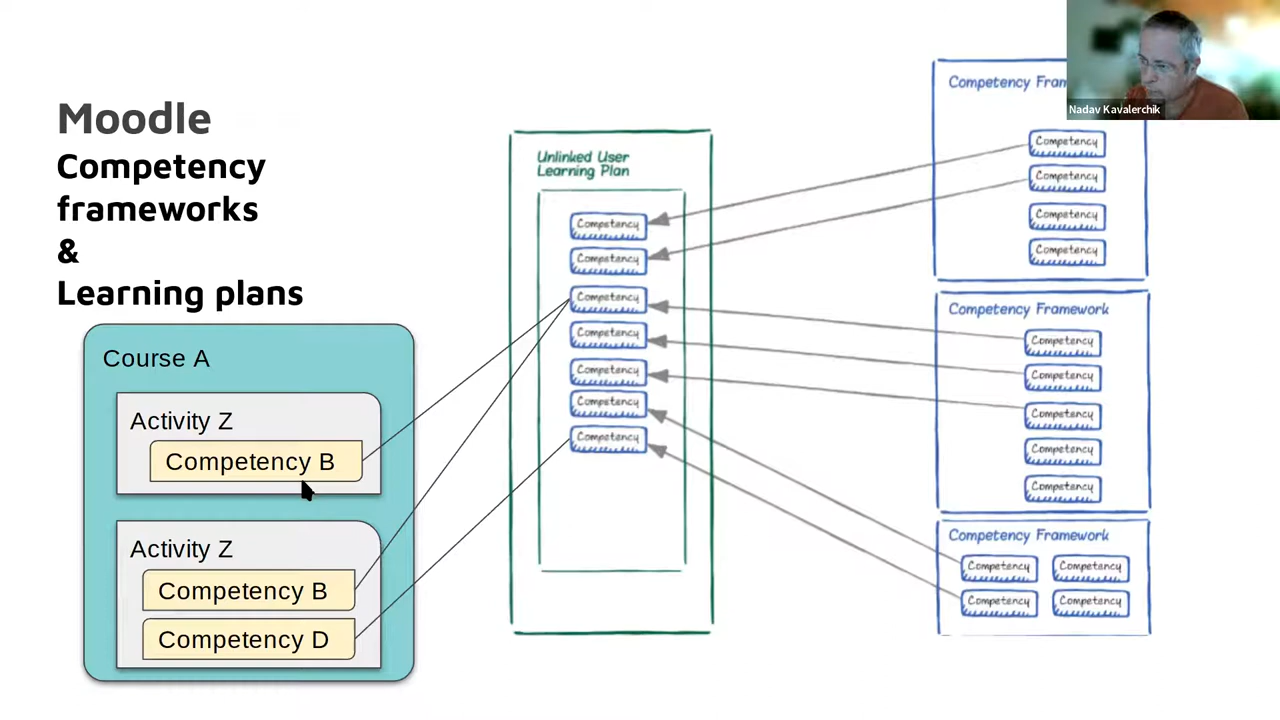 Moodle
Competency
frameworks
&
Learning plans
Course A
Activity Z
Competency B
Activity Z
Competency B
Competency D
Unlinked User
Learning Plan
Competency
Competency
Competency
Competency
Competency
Competency
Competency
Competency
Competency
Competency
Competency
Competency
Competency Framework
Competency
Competency
Competency
Competency
Competency
Competency Framework
Competency Competency
Competency Competency
Nadav Kavalerchik